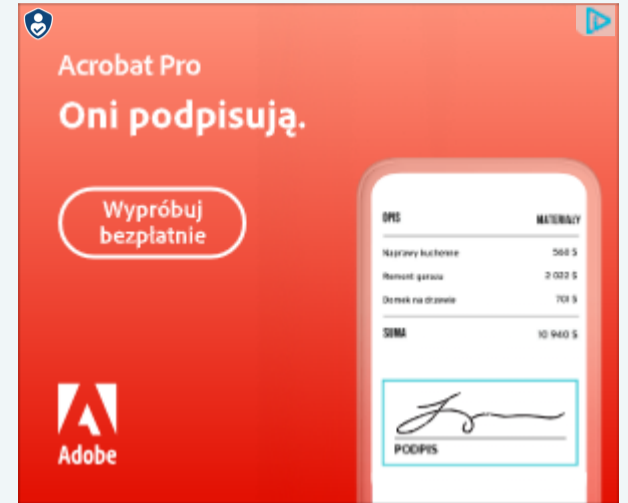 Acrobat Pro
Oni podpisują.
Wypróbuj
bezpłatnie
OPIS MATERIAŁY
Naprawy kuchenne 560 $
Remont garażu 2 022 $
Domek na drzewie 701 $
SUMA 10 940 $
PODPIS
Adobe